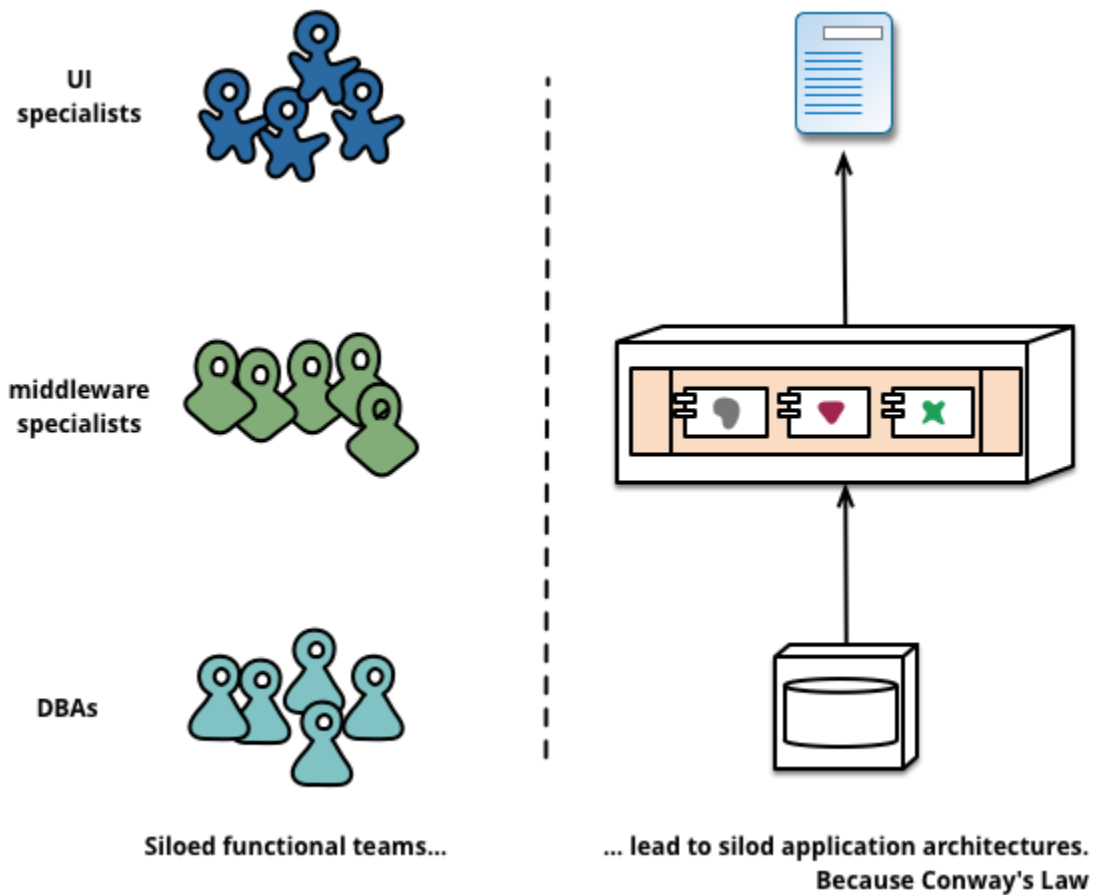 UI
specialists
middleware
specialists
DBAs
Siloed functional teams...
... lead to silod application architectures.
Because Conway's Law